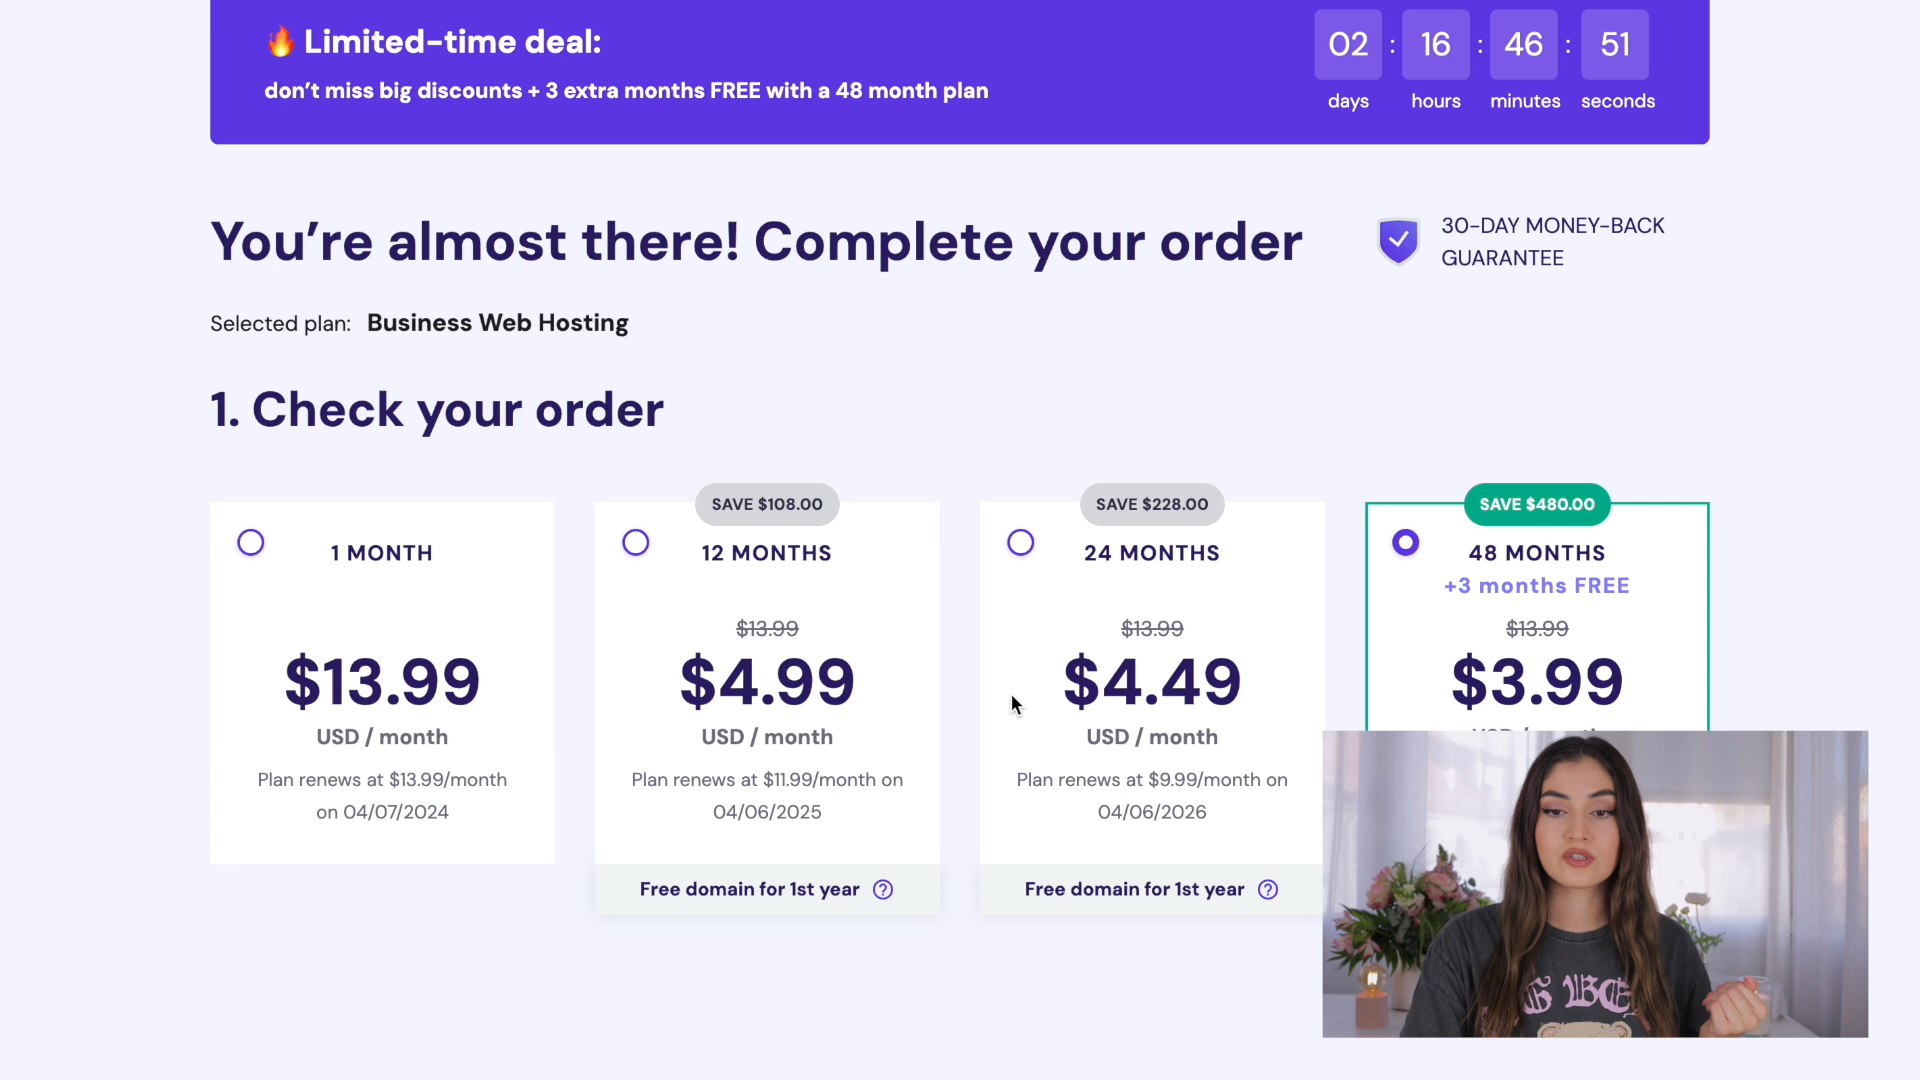 🔥 Limited-time deal:
don't miss big discounts + 3 extra months FREE with a 48 month plan
02 : 16 : 46 : 51
days hours minutes seconds
You're almost there! Complete your order
30-DAY MONEY-BACK
GUARANTEE
Selected plan: Business Web Hosting
1. Check your order
1 MONTH
$13.99
USD / month
Plan renews at $13.99/month
on 04/07/2024
SAVE $108.00
12 MONTHS
$13.99
$4.99
USD / month
Plan renews at $11.99/month on
04/06/2025
Free domain for 1st year
SAVE $228.00
24 MONTHS
$13.99
$4.49
USD / month
Plan renews at $9.99/month on
04/06/2026
Free domain for 1st year
SAVE $480.00
48 MONTHS
+3 months FREE
$13.99
$3.99